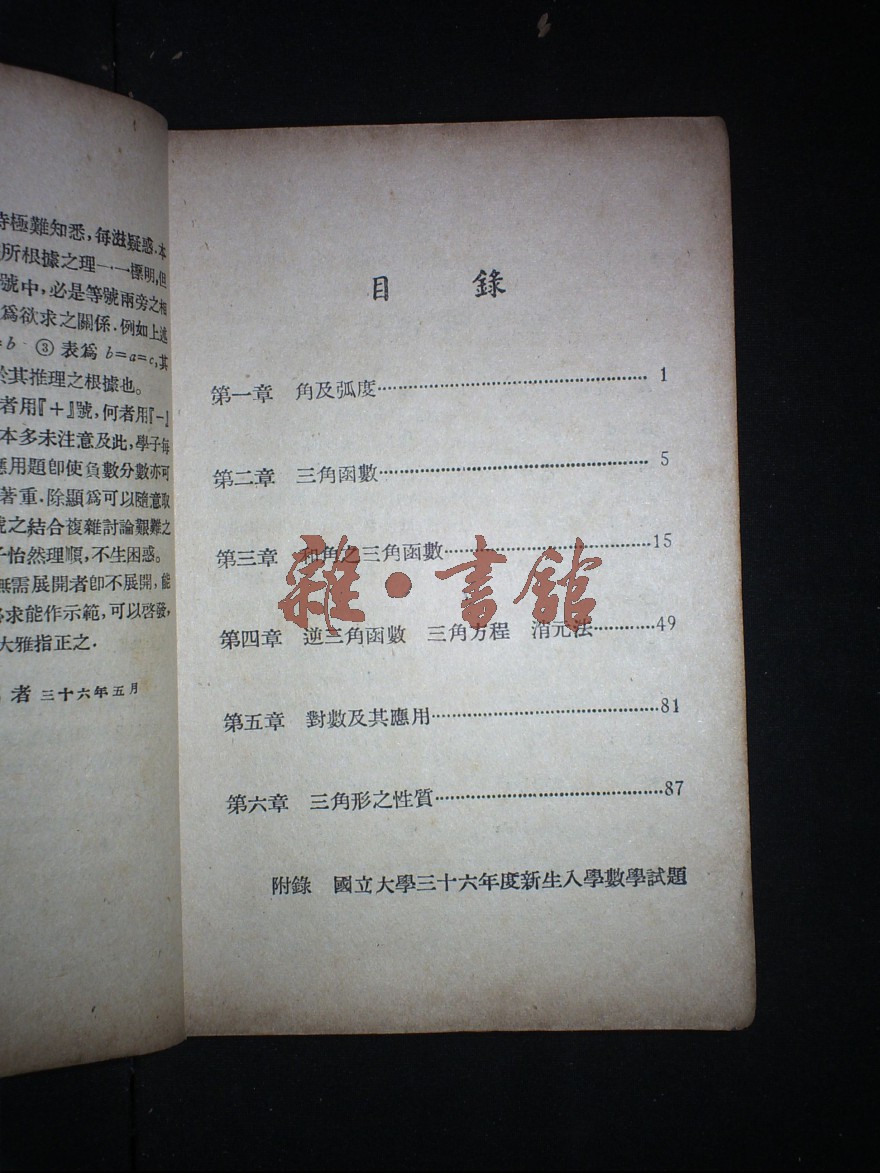 時極難知悉,每滋疑惑.本
所根據之理一.一標明,但
號中,必是等號兩旁之相
爲欲求之關係.例如上述
=b ③ 表爲 b=a=c,其
於其推理之根據也。
者用『+』號,何者用『-』
本多未注意及此,學子每
應用題卽使負數分數亦可
著重.除顯爲可以隨意取
號之結合複雜討論艱難之
子怡然理順,不生困惑。
無需展開者卽不展開,能
必求能作示範,可以啓發,
大雅指正之.
者 三十六年五月
目 錄
第一章 角及弧度 1
第二章 三角函數 5
第三章 和角之三角函數 15
第四章 逆三角函數 三角方程 消元法 49
第五章 對數及其應用 81
第六章 三角形之性質 87
附錄 國立大學三十六年度新生入學數學試題
雜·書館